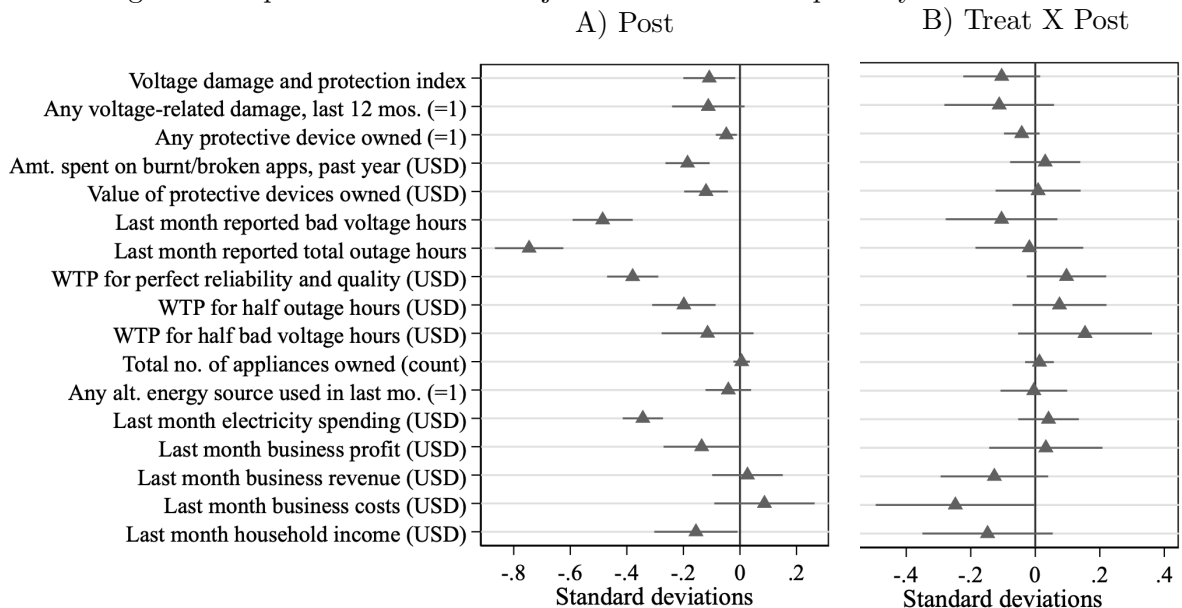 A) Post
B) Treat X Post
Voltage damage and protection index
Any voltage-related damage, last 12 mos. (=1)
Any protective device owned (=1)
Amt. spent on burnt/broken apps, past year (USD)
Value of protective devices owned (USD)
Last month reported bad voltage hours
Last month reported total outage hours
WTP for perfect reliability and quality (USD)
WTP for half outage hours (USD)
WTP for half bad voltage hours (USD)
Total no. of appliances owned (count)
Any alt. energy source used in last mo. (=1)
Last month electricity spending (USD)
Last month business profit (USD)
Last month business revenue (USD)
Last month business costs (USD)
Last month household income (USD)
-.8 -.6 -.4 -.2 0 .2
Standard deviations
-.4 -.2 0 .2 .4
Standard deviations